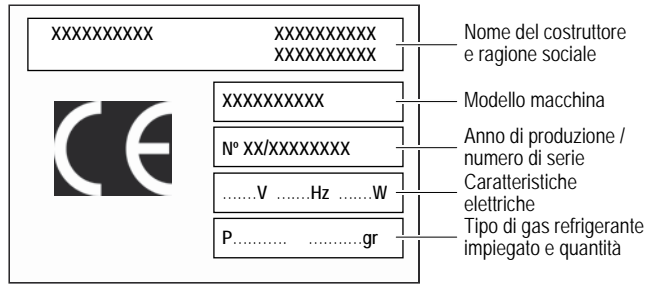 XXXXXXXXXX XXXXXXXXXX
XXXXXXXXXX
Nome del costruttore
e ragione sociale
CE
XXXXXXXXXX
Modello macchina
Nº XX/XXXXXXXX
Anno di produzione /
numero di serie
.......V .......Hz .......W
Caratteristiche
elettriche
P........... ...........gr
Tipo di gas refrigerante
impiegato e quantità